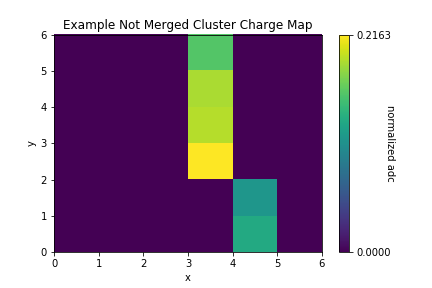 Example Not Merged Cluster Charge Map
6
5
4
3
2
1
0
y
0 1 2 3 4 5 6
x
0.2163
0.0000
normalized adc